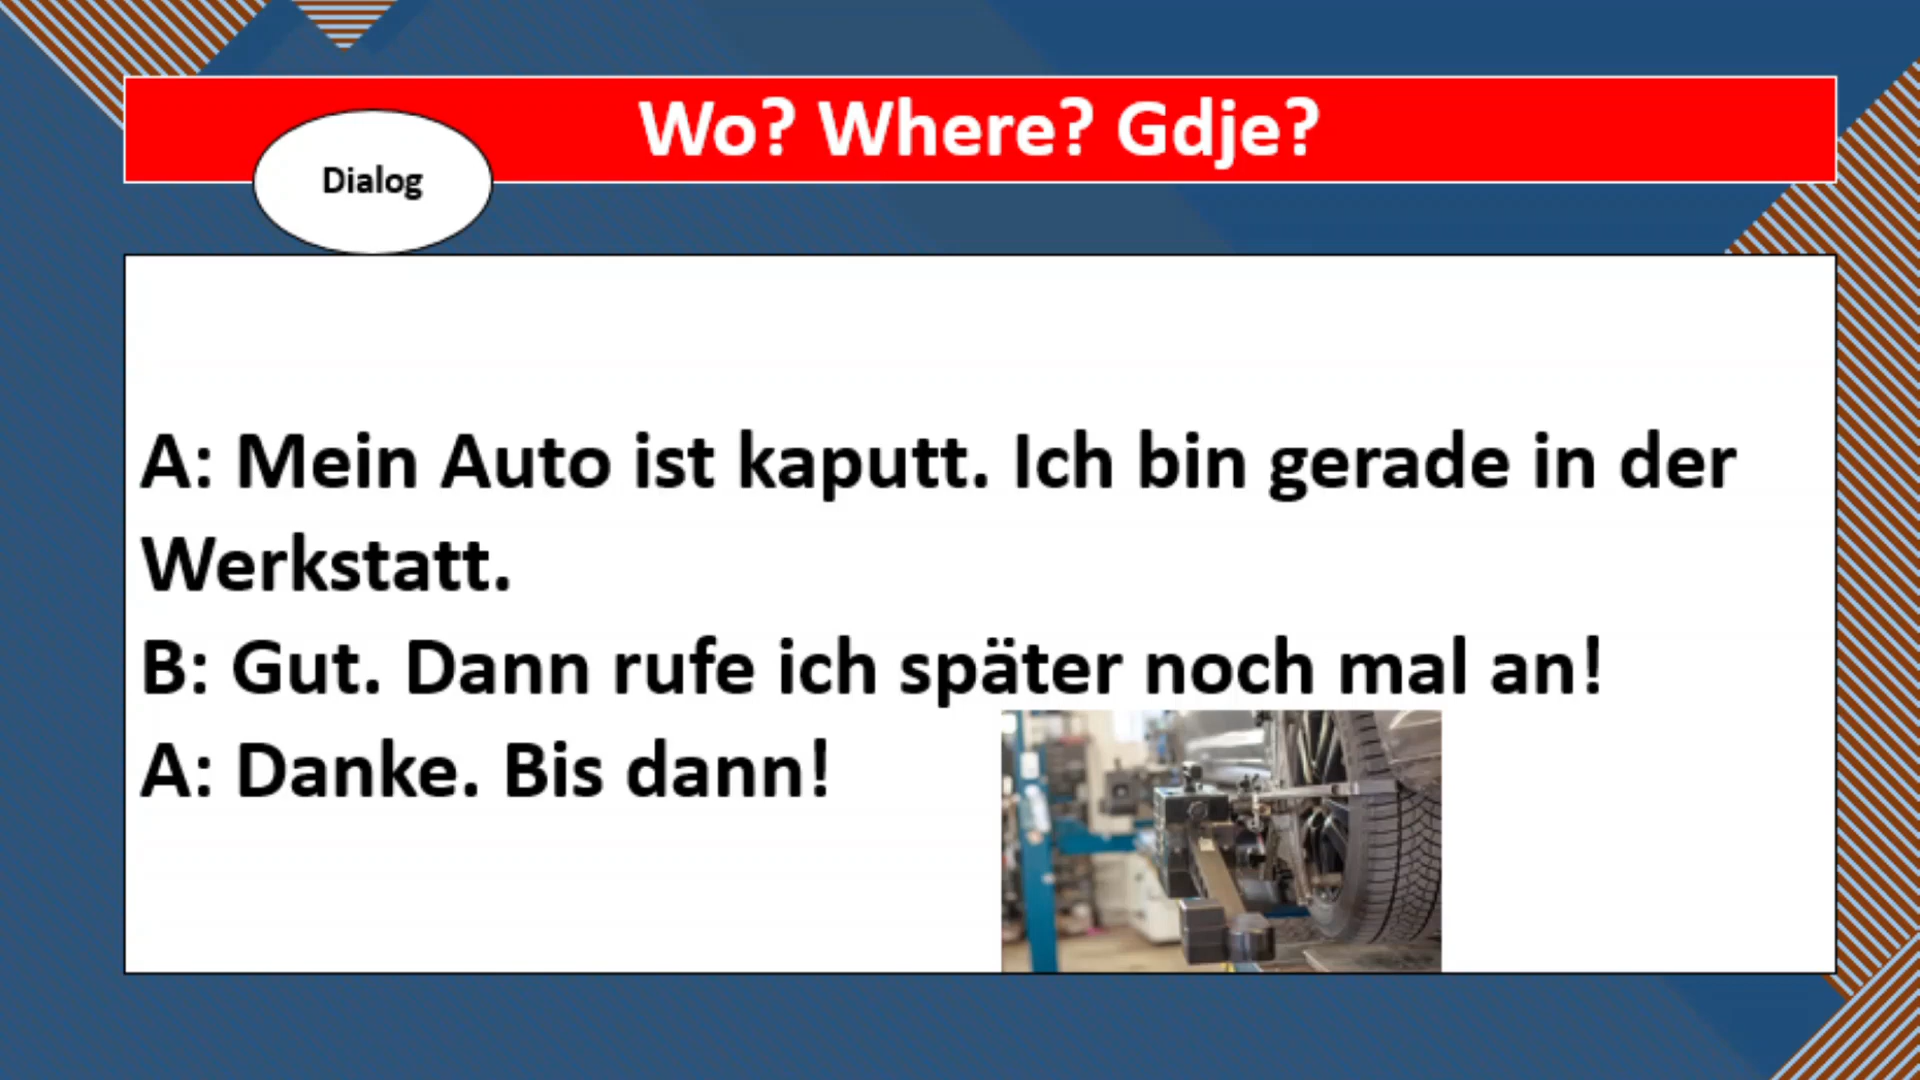 Wo? Where? Gdje?
Dialog
A: Mein Auto ist kaputt. Ich bin gerade in der
Werkstatt.
B: Gut. Dann rufe ich später noch mal an!
A: Danke. Bis dann!